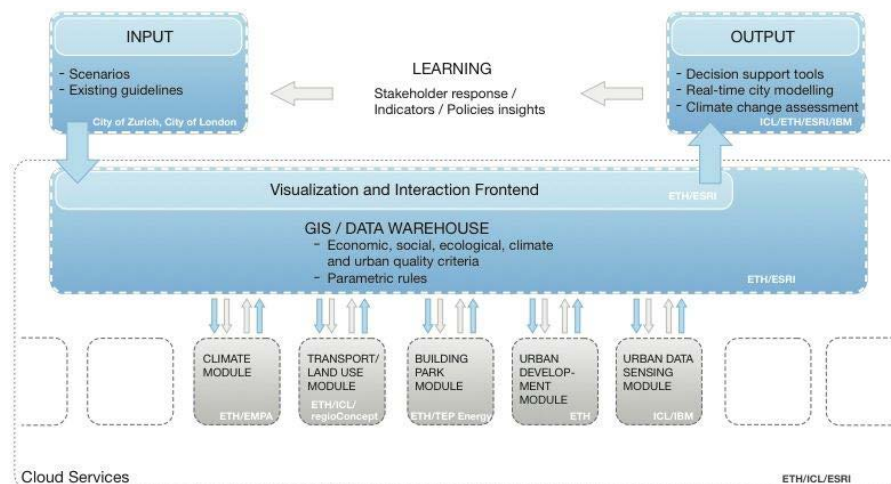 INPUT
- Scenarios
- Existing guidelines
City of Zurich, City of London
LEARNING
Stakeholder response /
Indicators / Policies insights
OUTPUT
- Decision support tools
- Real-time city modelling
- Climate change assessment
ICL/ETH/ESRI/IBM
Visualization and Interaction Frontend
ETH/ESRI
GIS / DATA WAREHOUSE
- Economic, social, ecological, climate
and urban quality criteria
- Parametric rules
ETH/ESRI
CLIMATE
MODULE
ETH/EMPA
TRANSPORT/
LAND USE
MODULE
ETH/ICL/
regioConcept
BUILDING
PARK
MODULE
ETH/TEP Energy
URBAN
DEVELOP-
MENT
MODULE
ETH
URBAN DATA
SENSING
MODULE
ICL/IBM
Cloud Services
ETH/ICL/ESRI